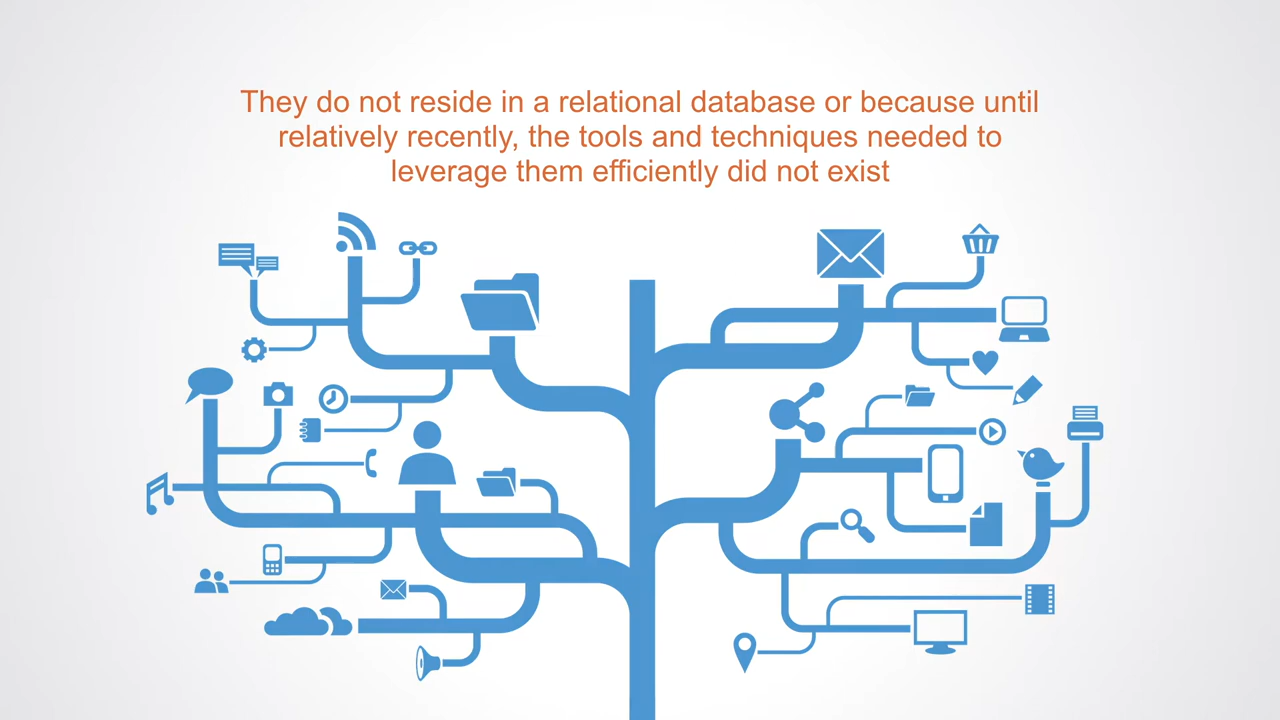 They do not reside in a relational database or because until
relatively recently, the tools and techniques needed to
leverage them efficiently did not exist